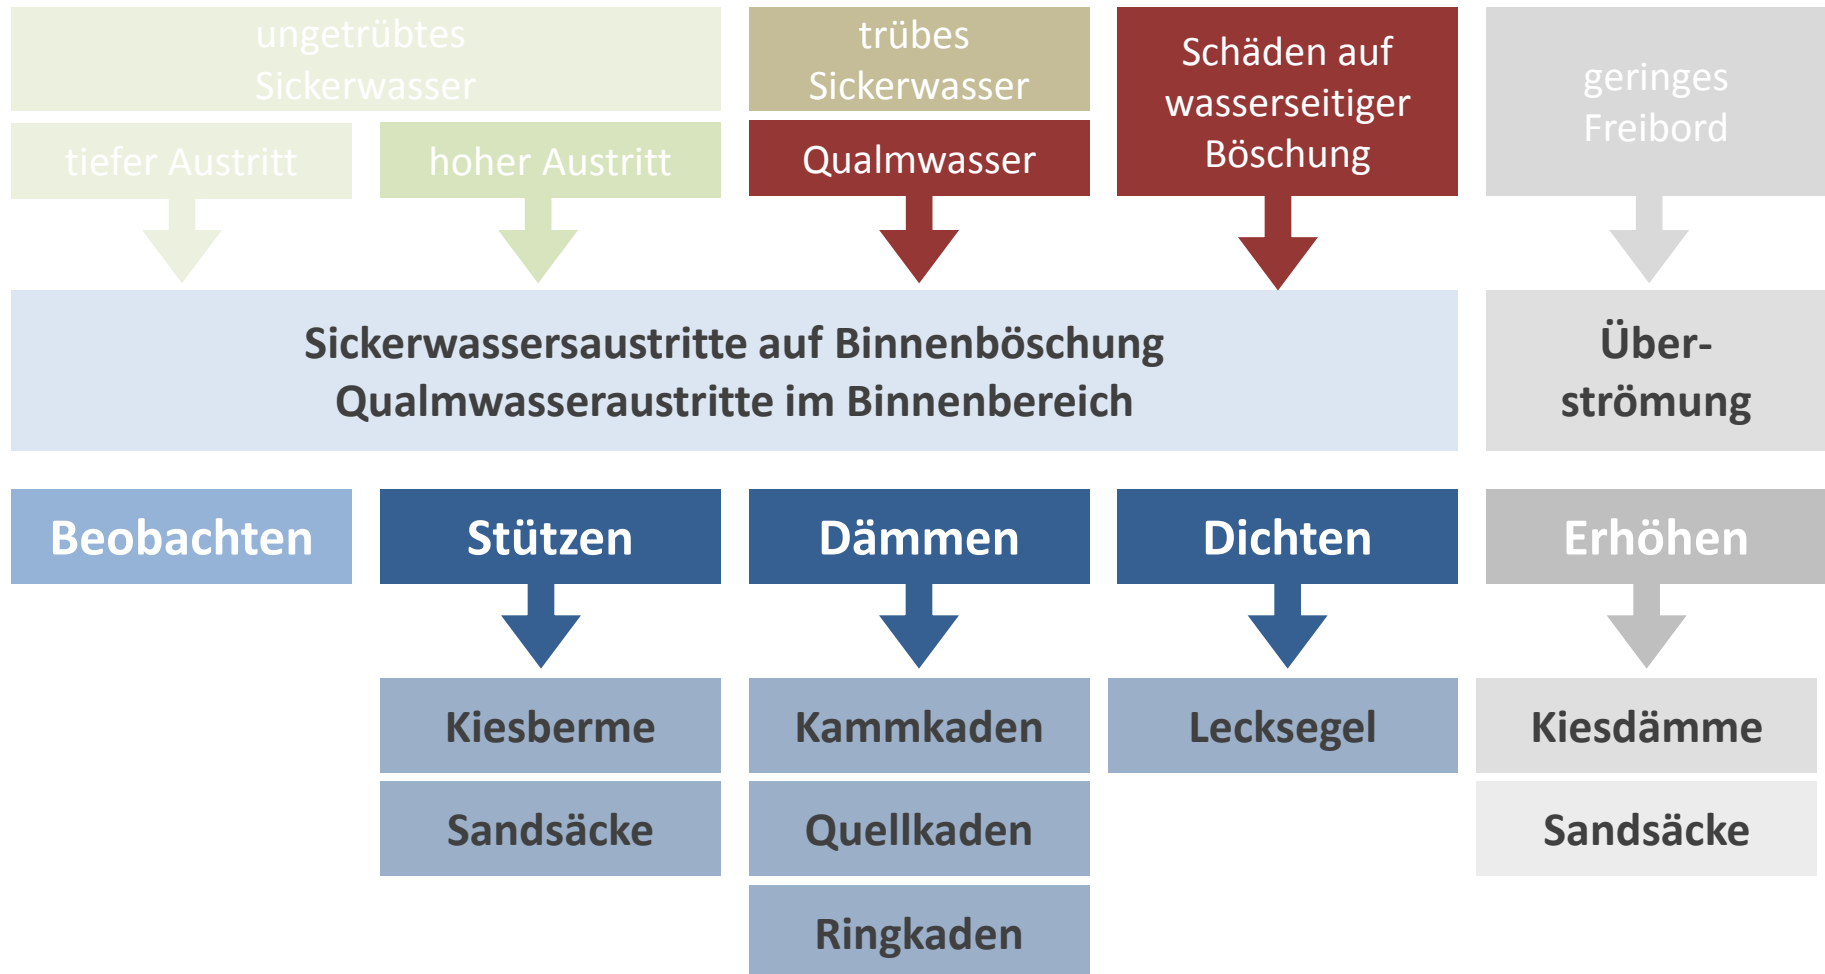 ungetrübtes
Sickerwasser
trübes
Sickerwasser
Schäden auf
wasserseitiger
Böschung
geringes
Freibord
tiefer Austritt
hoher Austritt
Qualmwasser
Sickerwassersaustritte auf Binnenböschung
Qualmwasseraustritte im Binnenbereich
Über-
strömung
Beobachten
Stützen
Dämmen
Dichten
Erhöhen
Kiesberme
Kammkaden
Lecksegel
Kiesdämme
Sandsäcke
Quellkaden
Sandsäcke
Ringkaden